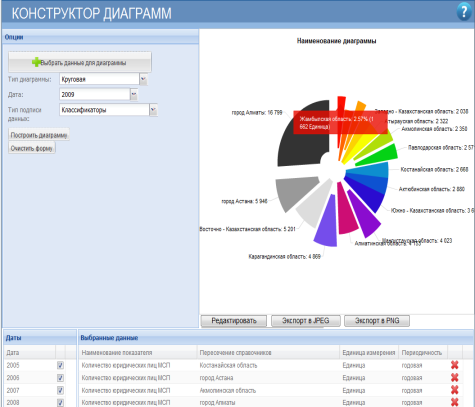 КОНСТРУКТОР ДИАГРАММ
?
Опции
Выбрать данные для диаграммы
Тип диаграммы: Круговая
Дата: 2009
Тип подписи данных: Классификаторы
Построить диаграмму
Очистить форму
Наименование диаграммы
город Алматы: 16 799
Жамбылская область: 2 57% (1
662 Единица)
Казахстанская область: 2 038
Атырауская область: 2 322
Акмолинская область: 2 350
Павлодарская область: 2 57
Костанайская область: 2 668
Актюбинская область: 2 880
Южно - Казахстанская область: 3 6
Мангистауская область: 4 023
Алматинская область: 4
Карагандинская область: 4 869
Восточно - Казахстанская область: 5 201
город Астана: 5 946
Редактировать
Экспорт в JPEG
Экспорт в PNG
Даты
Выбранные данные
Дата Наименование показателя Пересечение справочников Единица измерения Периодичность
2005 Количество юридических лиц МСП Костанайская область Единица годовая
2006 Количество юридических лиц МСП город Астана Единица годовая
2007 Количество юридических лиц МСП Акмолинская область Единица годовая
2008 Количество юридических лиц МСП город Алматы Единица годовая